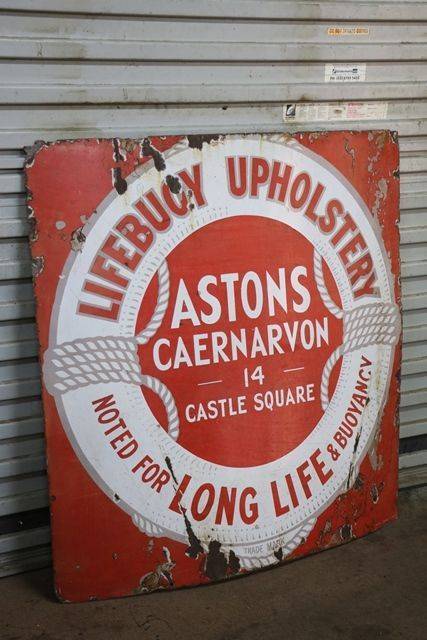 LIFEBUOY UPHOLSTERY
ASTONS
CAERNARVON
— 14 —
CASTLE SQUARE
NOTED FOR LONG LIFE & BUOYANCY
TRADE MARK